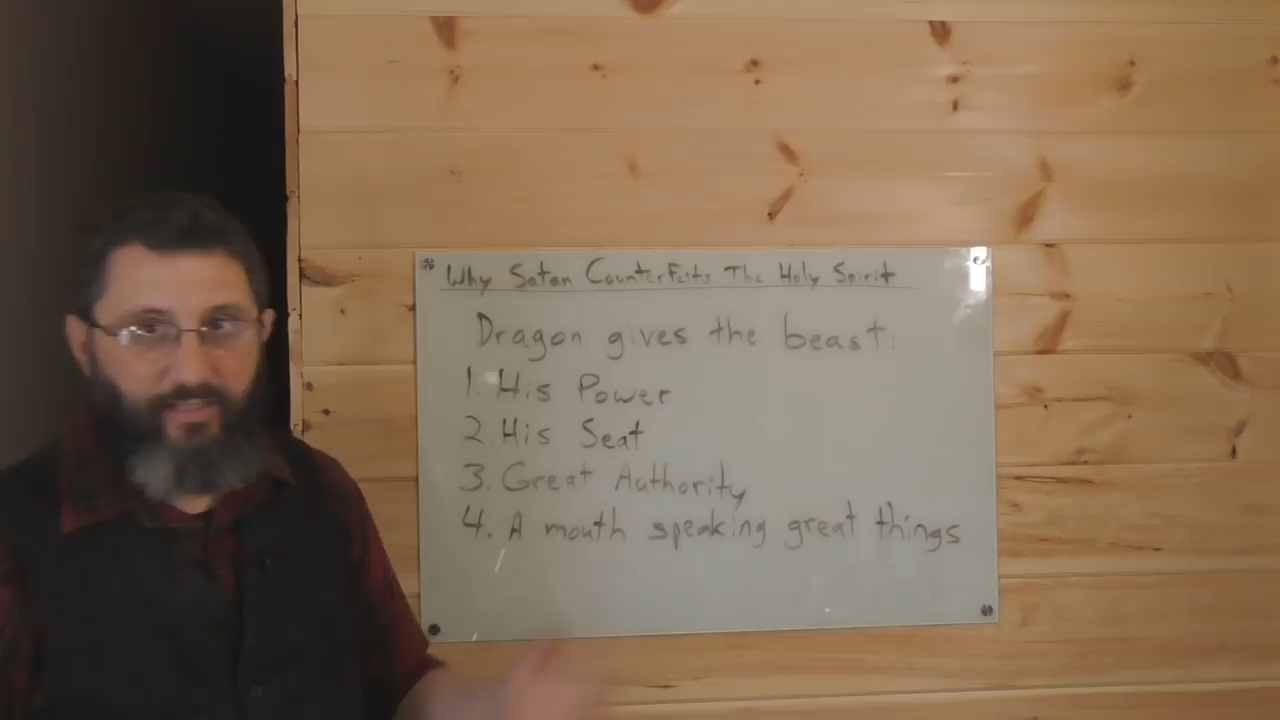 Why Satan Counterfeits The Holy Spirit
Dragon gives the beast:
1. His Power
2. His Seat
3. Great Authority
4. A mouth speaking great things